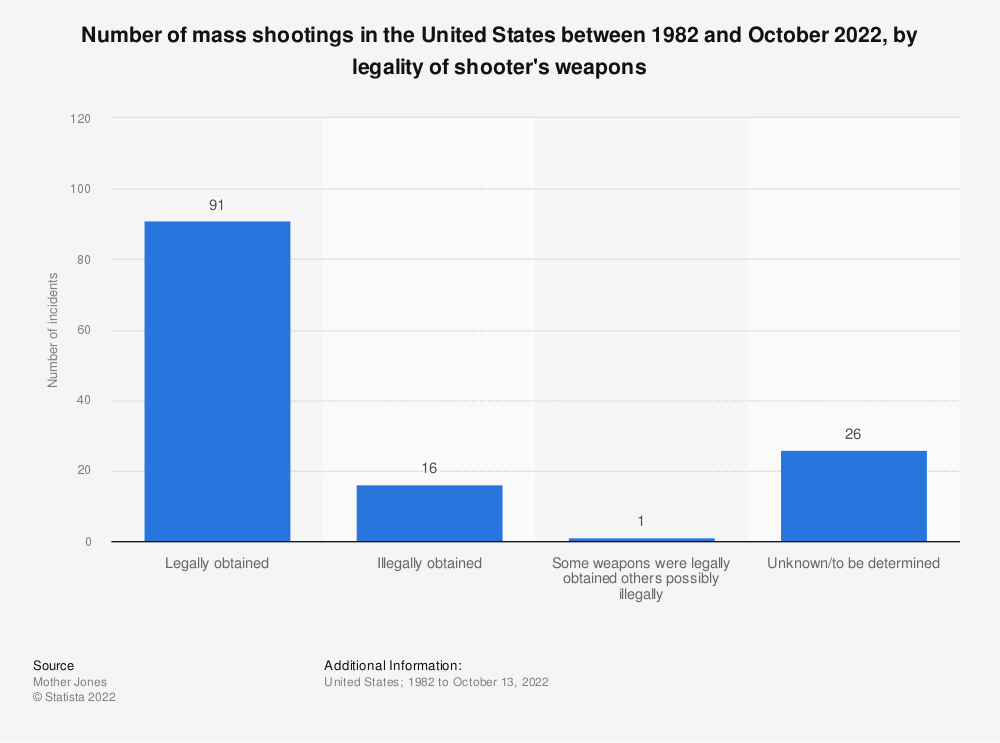 Number of mass shootings in the United States between 1982 and October 2022, by
legality of shooter's weapons
Number of incidents
120
100
80
60
40
20
0
91
16
1
26
Legally obtained
Illegally obtained
Some weapons were legally
obtained others possibly
illegally
Unknown/to be determined
Source
Mother Jones
© Statista 2022
Additional Information:
United States; 1982 to October 13, 2022